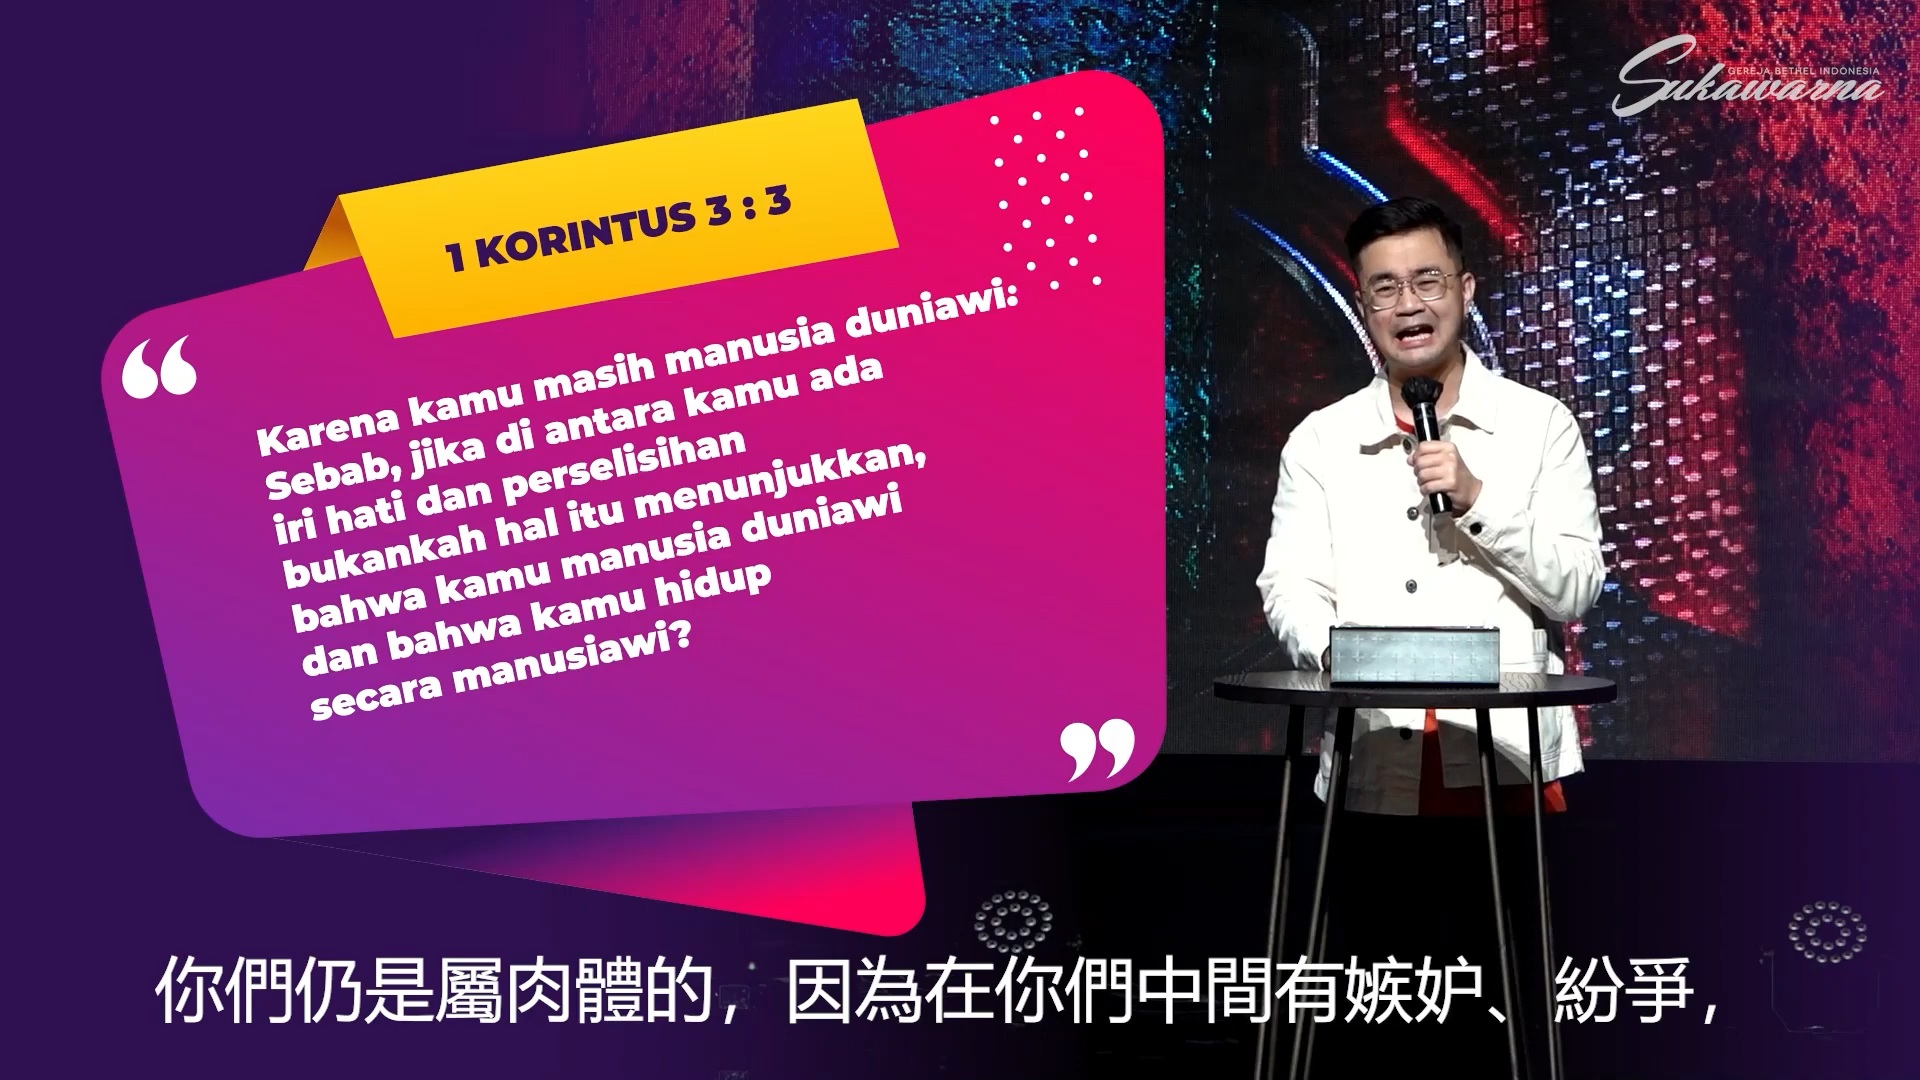 GEREJA BETHEL INDONESIA
Sukawarna
1 KORINTUS 3 : 3
Karena kamu masih manusia duniawi:
Sebab, jika di antara kamu ada
iri hati dan perselisihan
bukankah hal itu menunjukkan,
bahwa kamu manusia duniawi
dan bahwa kamu hidup
secara manusiawi?
你們仍是屬肉體的，因為在你們中間有嫉妒、紛爭，